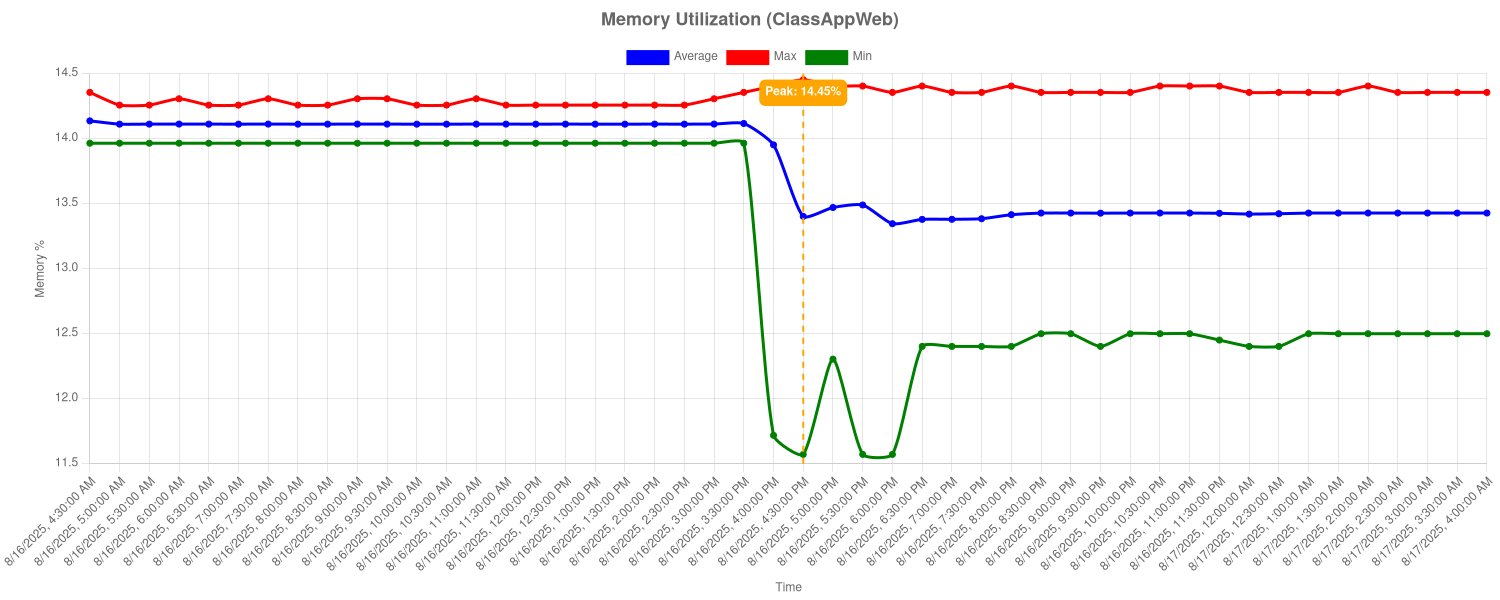 Memory Utilization (ClassAppWeb)
Average Max Min
14.5
14.0
13.5
13.0
12.5
12.0
11.5
Memory %
Peak: 14.45%
8/16/2025, 4:30:00 AM
8/16/2025, 5:00:00 AM
8/16/2025, 5:30:00 AM
8/16/2025, 6:00:00 AM
8/16/2025, 6:30:00 AM
8/16/2025, 7:00:00 AM
8/16/2025, 7:30:00 AM
8/16/2025, 8:00:00 AM
8/16/2025, 8:30:00 AM
8/16/2025, 9:00:00 AM
8/16/2025, 9:30:00 AM
8/16/2025, 10:00:00 AM
8/16/2025, 10:30:00 AM
8/16/2025, 11:00:00 AM
8/16/2025, 11:30:00 AM
8/16/2025, 12:00:00 PM
8/16/2025, 12:30:00 PM
8/16/2025, 1:00:00 PM
8/16/2025, 1:30:00 PM
8/16/2025, 2:00:00 PM
8/16/2025, 2:30:00 PM
8/16/2025, 3:00:00 PM
8/16/2025, 3:30:00 PM
8/16/2025, 4:00:00 PM
8/16/2025, 4:30:00 PM
8/16/2025, 5:00:00 PM
8/16/2025, 5:30:00 PM
8/16/2025, 6:00:00 PM
8/16/2025, 6:30:00 PM
8/16/2025, 7:00:00 PM
8/16/2025, 7:30:00 PM
8/16/2025, 8:00:00 PM
8/16/2025, 8:30:00 PM
8/16/2025, 9:00:00 PM
8/16/2025, 9:30:00 PM
8/16/2025, 10:00:00 PM
8/16/2025, 10:30:00 PM
8/16/2025, 11:00:00 PM
8/16/2025, 11:30:00 PM
8/17/2025, 12:00:00 AM
8/17/2025, 12:30:00 AM
8/17/2025, 1:00:00 AM
8/17/2025, 1:30:00 AM
8/17/2025, 2:00:00 AM
8/17/2025, 2:30:00 AM
8/17/2025, 3:00:00 AM
8/17/2025, 3:30:00 AM
8/17/2025, 4:00:00 AM
Time